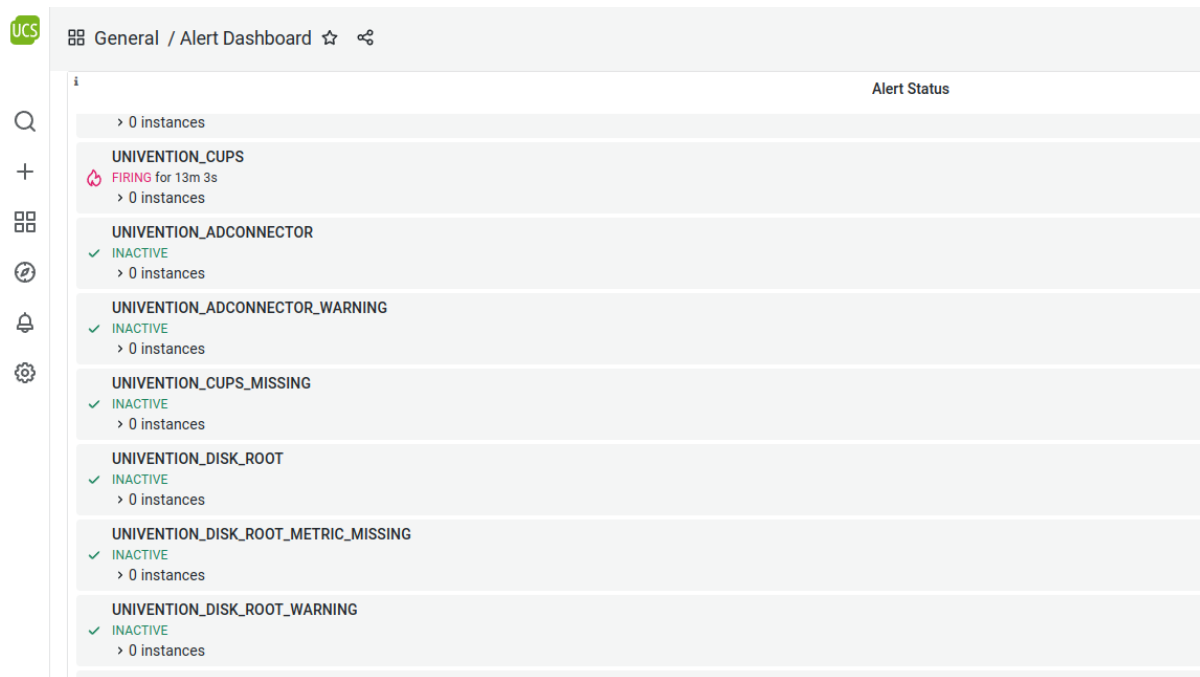 UCS
General / Alert Dashboard
i
Alert Status
> 0 instances
UNIVENTION_CUPS
FIRING for 13m 3s
> 0 instances
UNIVENTION_ADCONNECTOR
INACTIVE
> 0 instances
UNIVENTION_ADCONNECTOR_WARNING
INACTIVE
> 0 instances
UNIVENTION_CUPS_MISSING
INACTIVE
> 0 instances
UNIVENTION_DISK_ROOT
INACTIVE
> 0 instances
UNIVENTION_DISK_ROOT_METRIC_MISSING
INACTIVE
> 0 instances
UNIVENTION_DISK_ROOT_WARNING
INACTIVE
> 0 instances